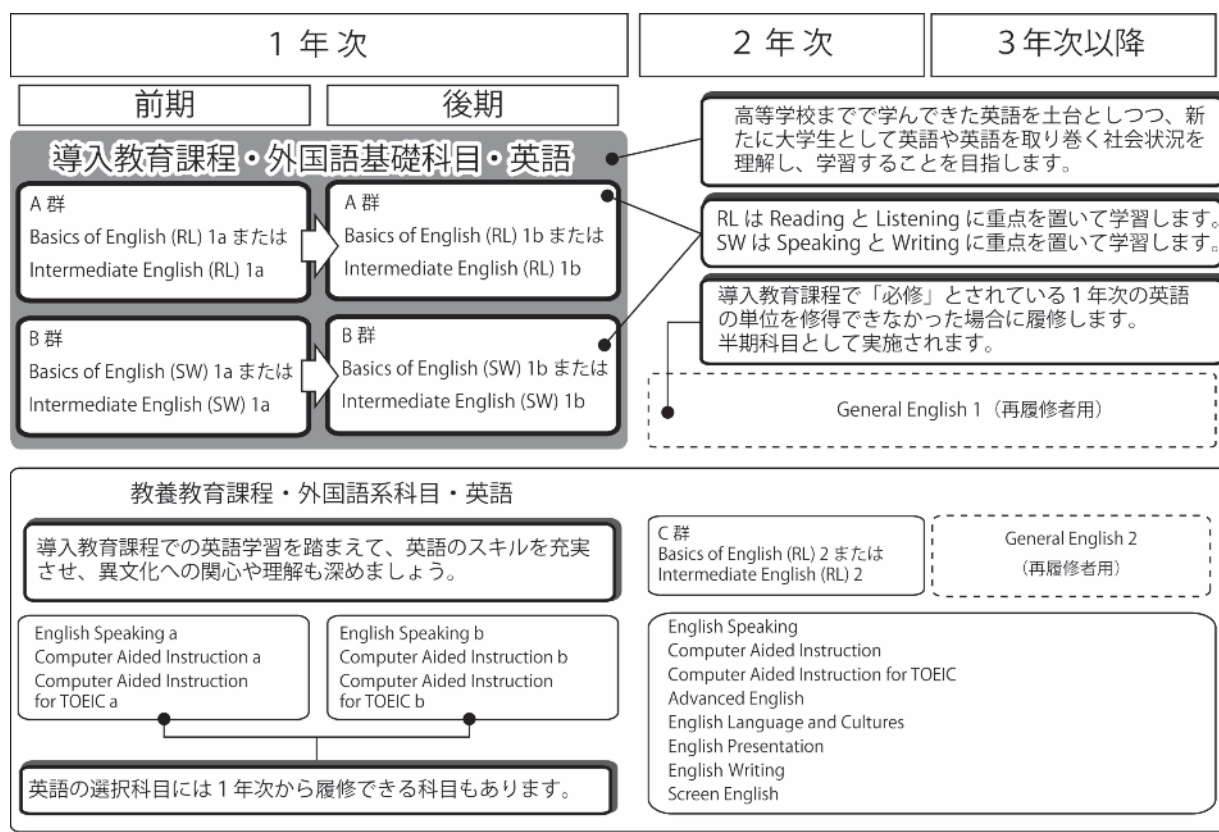 1 年 次
2 年 次
3 年次以降
前期
後期
導入教育課程・外国語基礎科目・英語
A 群
Basics of English (RL) 1a または
Intermediate English (RL) 1a
A 群
Basics of English (RL) 1b または
Intermediate English (RL) 1b
B 群
Basics of English (SW) 1a または
Intermediate English (SW) 1a
B 群
Basics of English (SW) 1b または
Intermediate English (SW) 1b
高等学校までで学んできた英語を土台としつつ、新
たに大学生として英語や英語を取り巻く社会状況を
理解し、学習することを目指します。
RL は Reading と Listening に重点を置いて学習します。
SW は Speaking と Writing に重点を置いて学習します。
導入教育課程で「必修」とされている 1 年次の英語
の単位を修得できなかった場合に履修します。
半期科目として実施されます。
General English 1（再履修者用）
教養教育課程・外国語系科目・英語
導入教育課程での英語学習を踏まえて、英語のスキルを充実
させ、異文化への関心や理解も深めましょう。
English Speaking a
Computer Aided Instruction a
Computer Aided Instruction
for TOEIC a
English Speaking b
Computer Aided Instruction b
Computer Aided Instruction
for TOEIC b
英語の選択科目には 1 年次から履修できる科目もあります。
C 群
Basics of English (RL) 2 または
Intermediate English (RL) 2
General English 2
（再履修者用）
English Speaking
Computer Aided Instruction
Computer Aided Instruction for TOEIC
Advanced English
English Language and Cultures
English Presentation
English Writing
Screen English